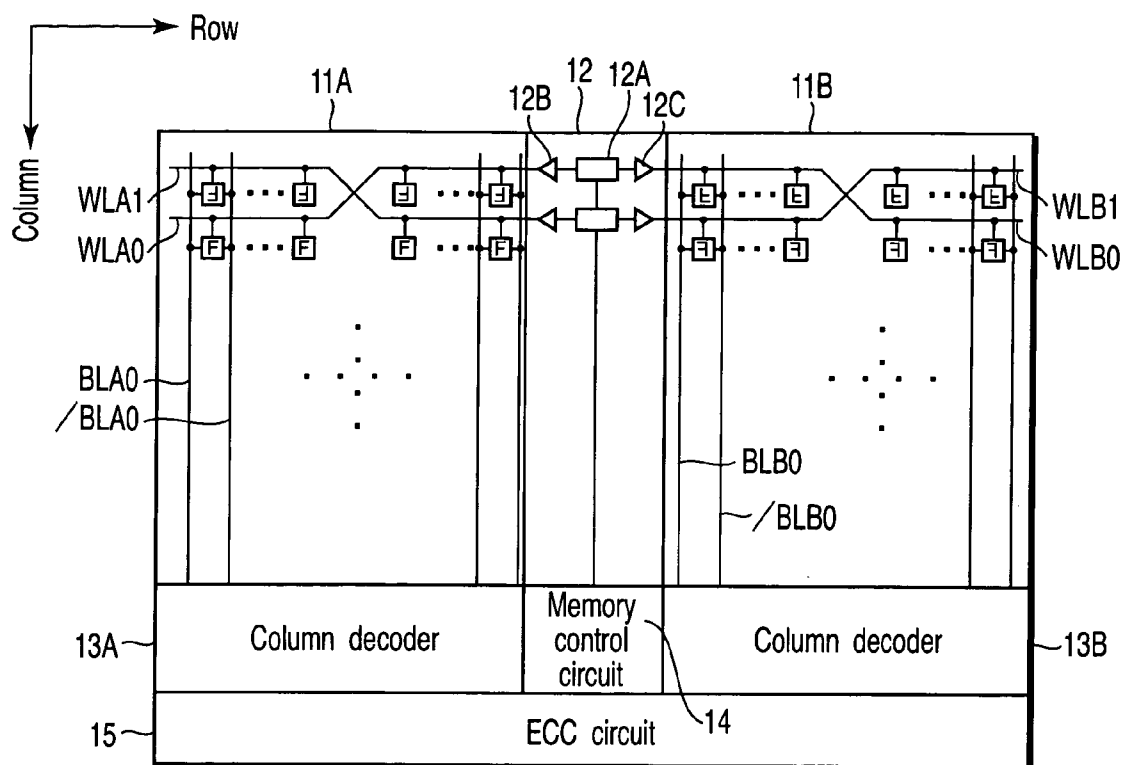 Row
Column
11A
12
12A
11B
12B
12C
WLA1
WLA0
WLB1
WLB0
F F F F F F F F
F F F F F F F F
BLA0
/BLA0
BLB0
/BLB0
13A
Column decoder
Memory
control
circuit
Column decoder
13B
14
15
ECC circuit